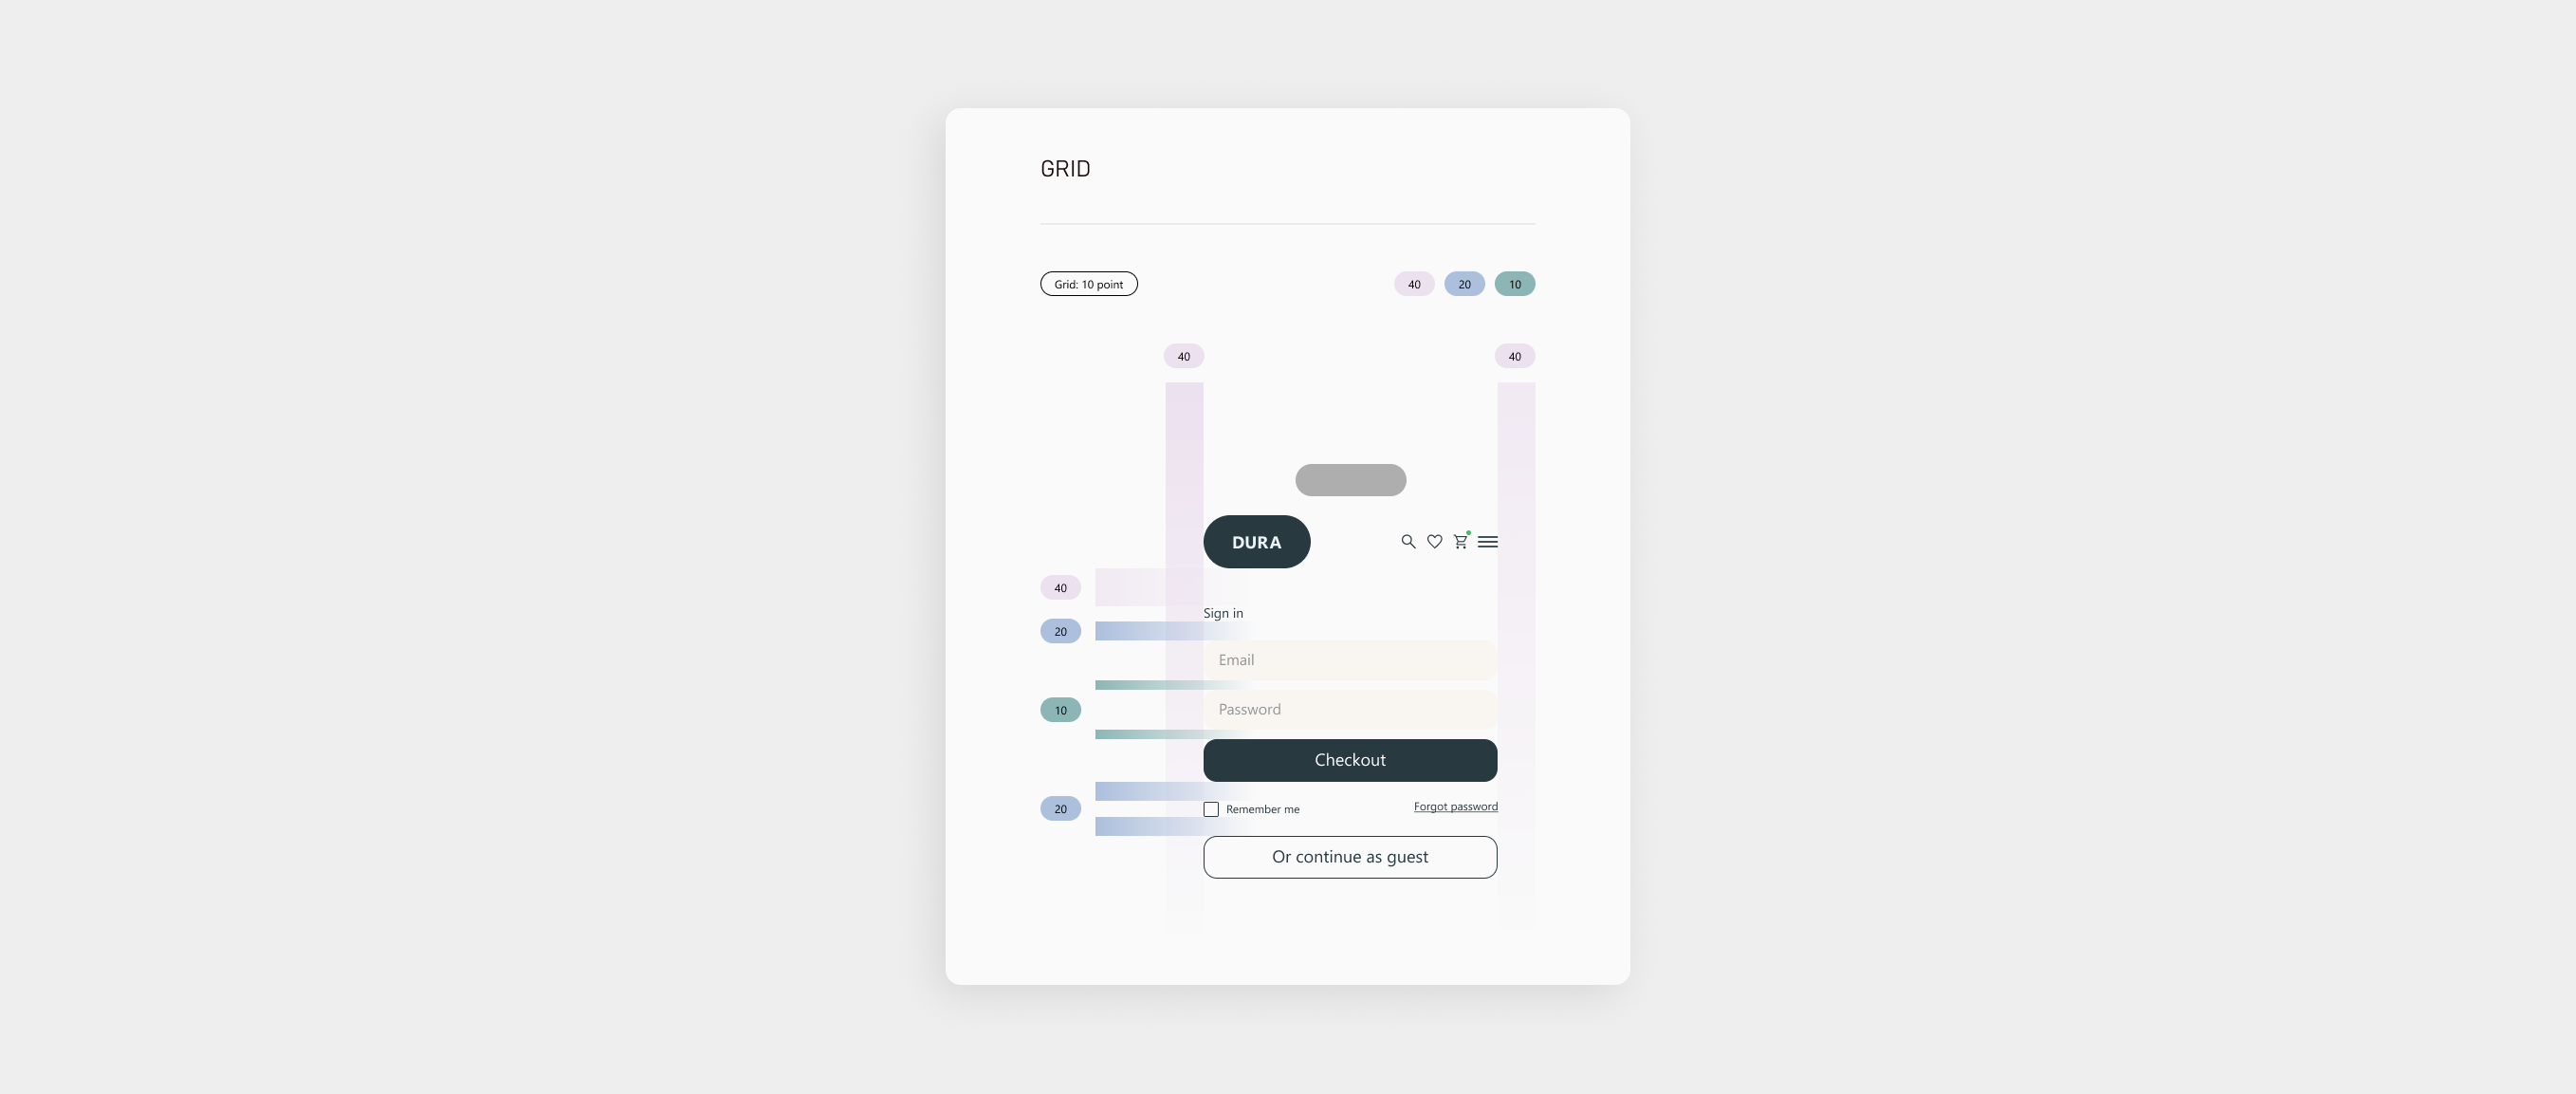 GRID
Grid: 10 point
40 20 10
40 40
DURA
40
Sign in
20
Email
10
Password
Checkout
20
Remember me
Forgot password
Or continue as guest